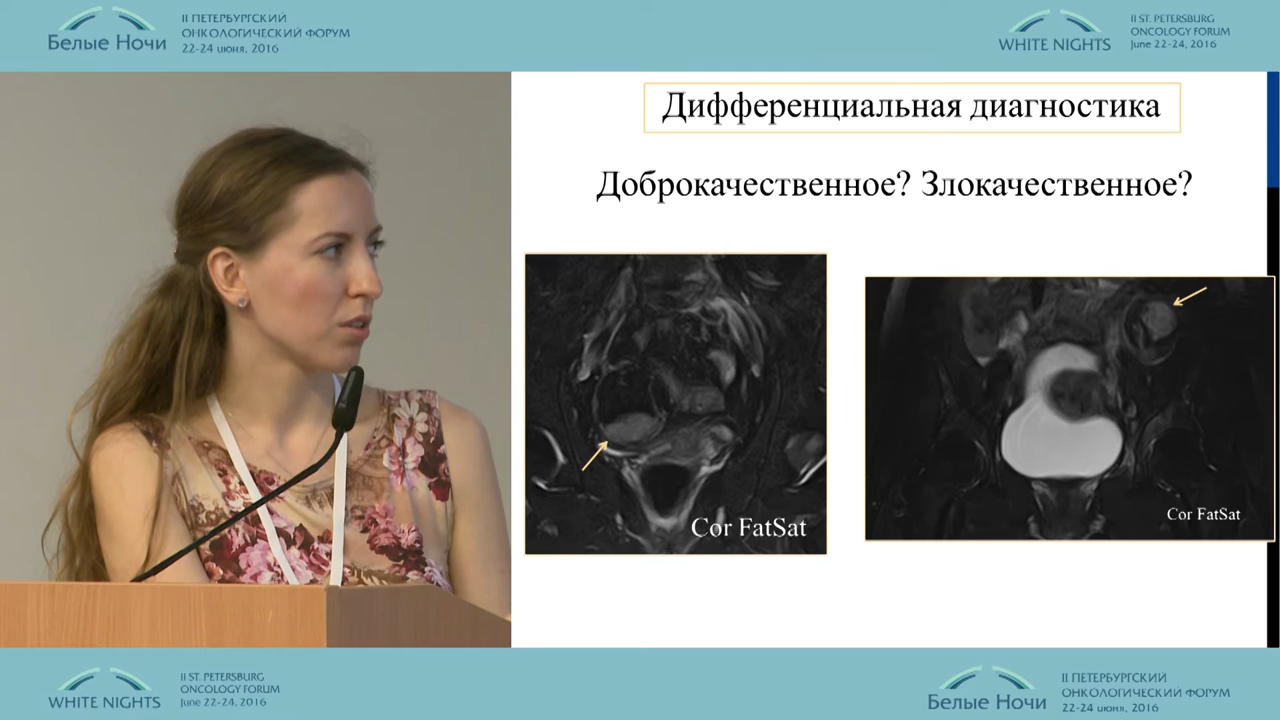 Белые Ночи
II ПЕТЕРБУРГСКИЙ
ОНКОЛОГИЧЕСКИЙ ФОРУМ
22-24 июня, 2016
WHITE NIGHTS
II ST. PETERSBURG
ONCOLOGY FORUM
June 22-24, 2016
Дифференциальная диагностика
Доброкачественное? Злокачественное?
Cor FatSat
Cor FatSat
WHITE NIGHTS
II ST. PETERSBURG
ONCOLOGY FORUM
June 22-24, 2016
Белые Ночи
II ПЕТЕРБУРГСКИЙ
ОНКОЛОГИЧЕСКИЙ ФОРУМ
22-24 июня, 2016